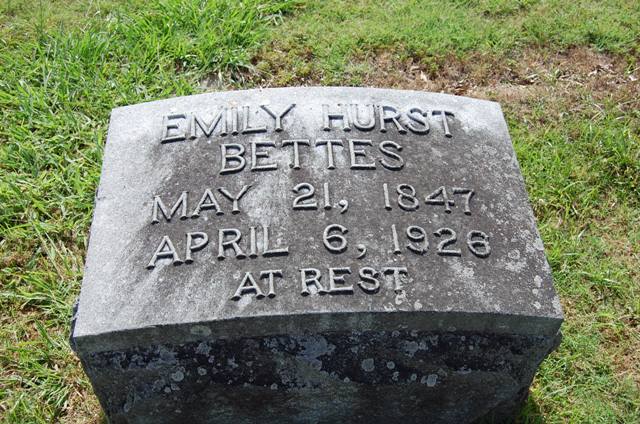 EMILY HURST
BETTES
MAY 21, 1847
APRIL 6, 1926
AT REST